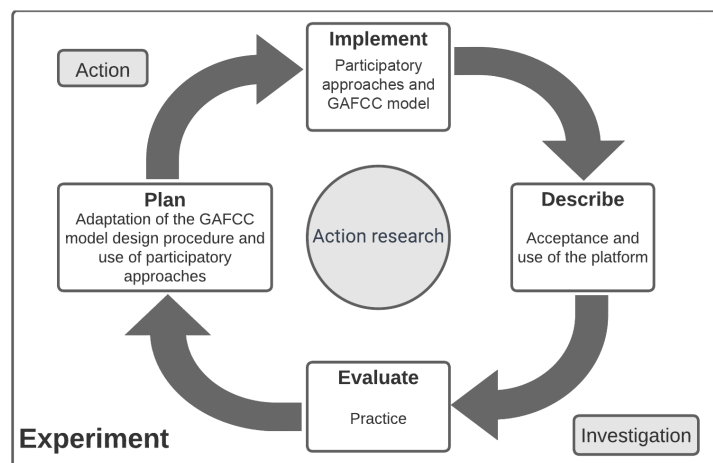 Implement
Participatory
approaches and
GAFCC model
Action
Plan
Adaptation of the GAFCC
model design procedure and
use of participatory
approaches
Action research
Describe
Acceptance and
use of the platform
Evaluate
Practice
Experiment
Investigation